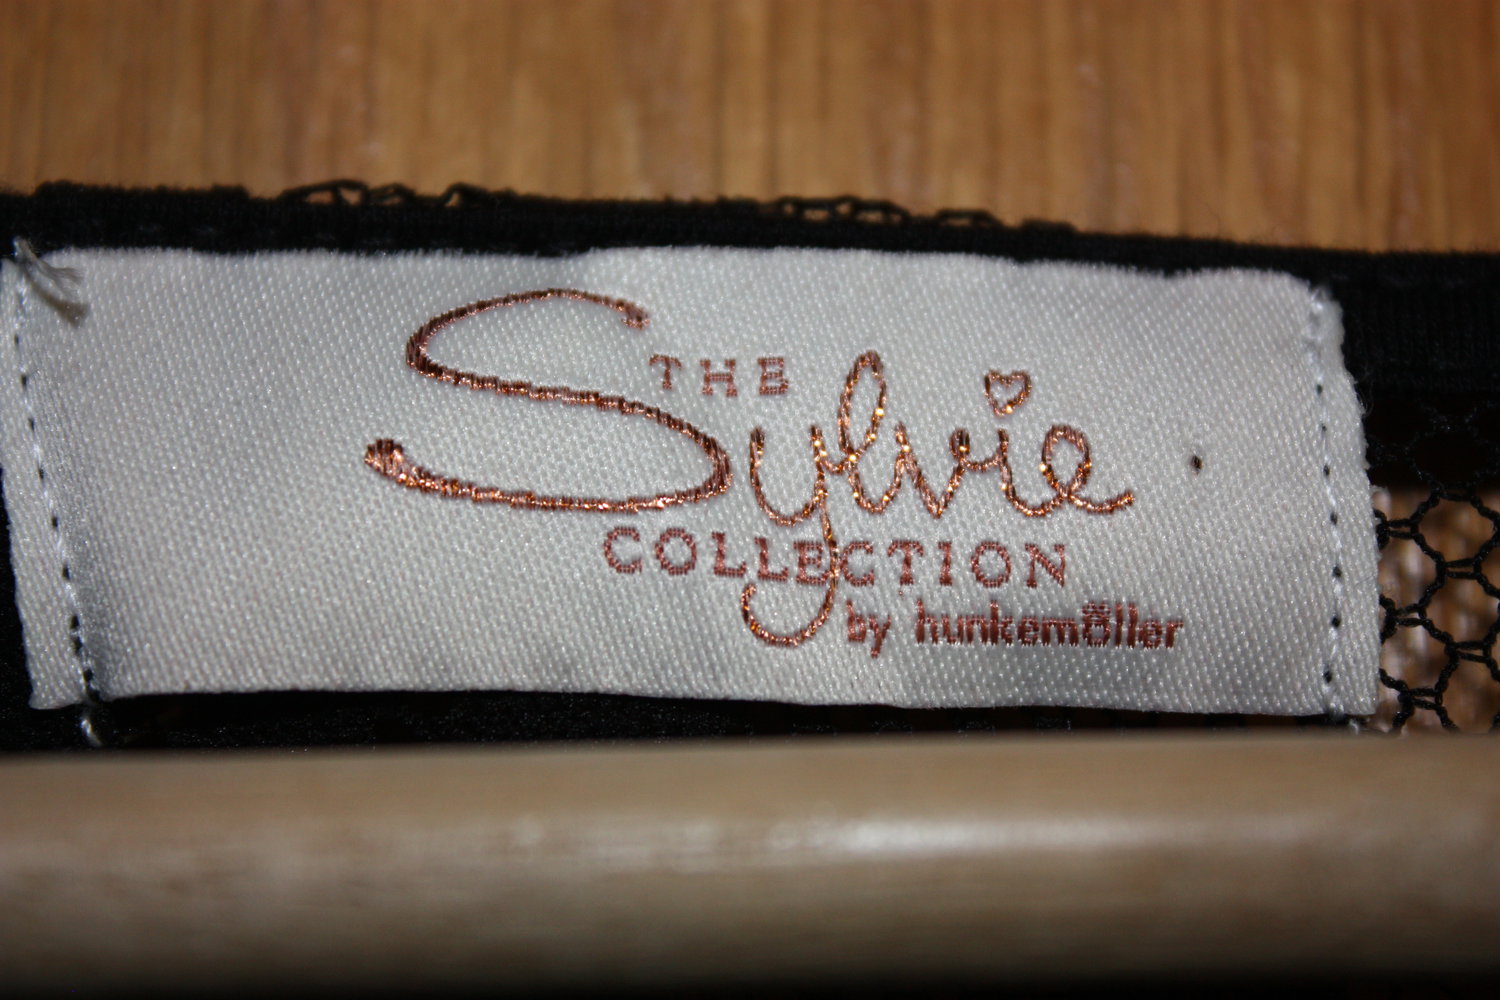 THE
Sylvie
COLLECTION
by hunkemöller